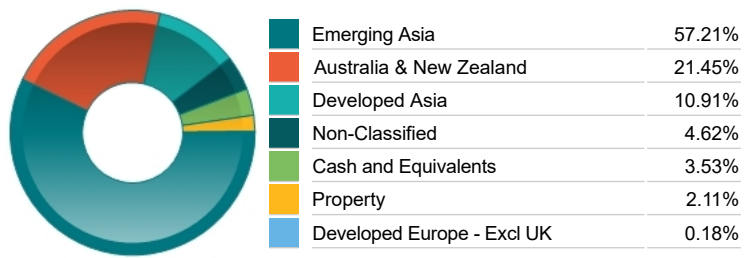 Emerging Asia 57.21%
Australia & New Zealand 21.45%
Developed Asia 10.91%
Non-Classified 4.62%
Cash and Equivalents 3.53%
Property 2.11%
Developed Europe - Excl UK 0.18%